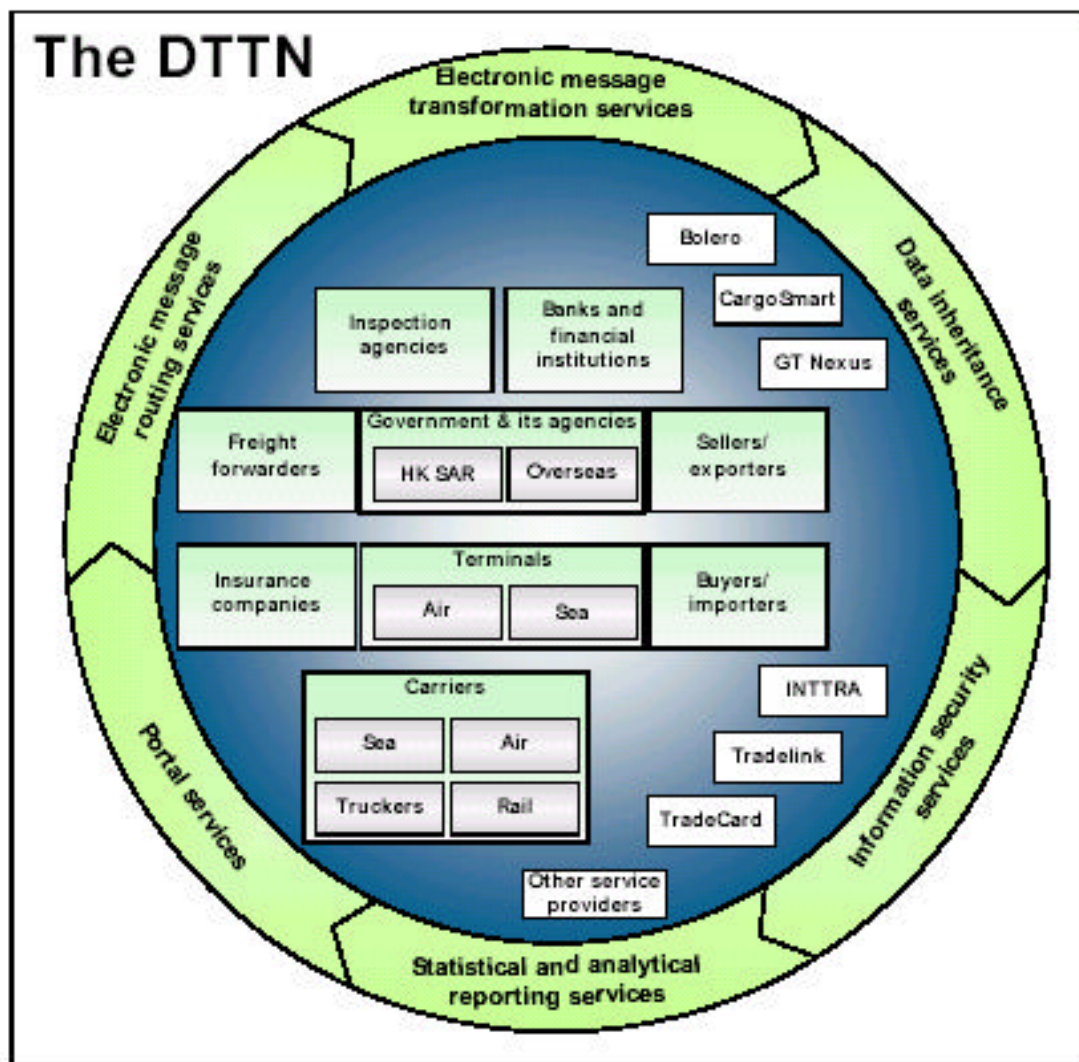 The DTTN
Electronic message
transformation services
Data inheritance
services
Information security
services
Statistical and analytical
reporting services
Portal services
Electronic message
routing services
Bolero
CargoSmart
GT Nexus
Inspection
agencies
Banks and
financial
institutions
Freight
forwarders
Government & its agencies
HK SAR
Overseas
Sellers/
exporters
Insurance
companies
Terminals
Air
Sea
Buyers/
importers
Carriers
Sea
Air
Truckers
Rail
INTTRA
Tradelink
TradeCard
Other service
providers